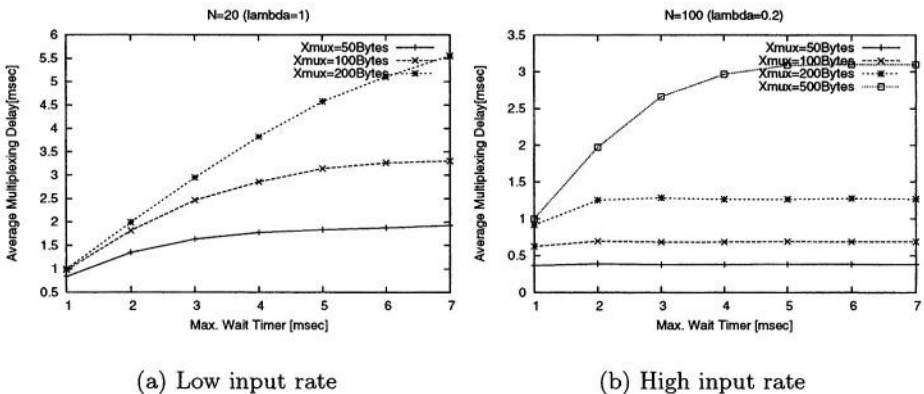 N=20 (lambda=1)
Xmux=50Bytes
Xmux=100Bytes
Xmux=200Bytes
Average Multiplexing Delay[msec]
6
5.5
5
4.5
4
3.5
3
2.5
2
1.5
1
0.5
1 2 3 4 5 6 7
Max. Wait Timer [msec]
(a) Low input rate
N=100 (lambda=0.2)
Xmux=50Bytes
Xmux=100Bytes
Xmux=200Bytes
Xmux=500Bytes
Average Multiplexing Delay[msec]
3.5
3
2.5
2
1.5
1
0.5
0
1 2 3 4 5 6 7
Max. Wait Timer [msec]
(b) High input rate